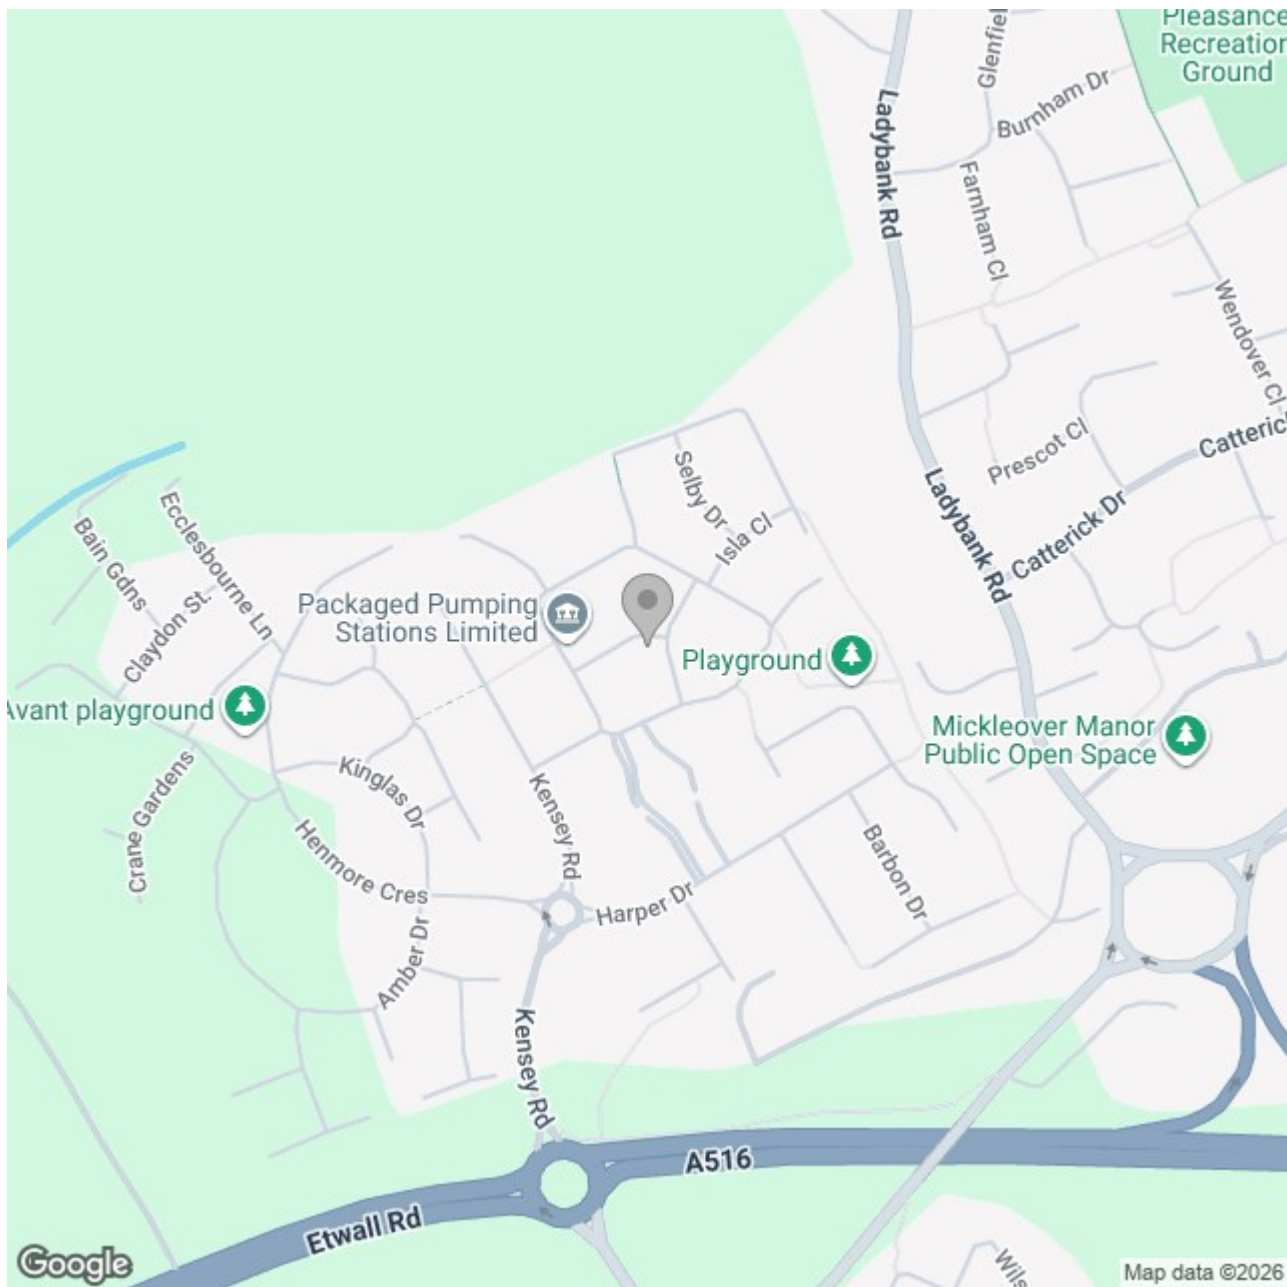 Pleasance
Recreation
Ground
Glenfiel
Burnham Dr
Ladybank Rd
Farnham Cl
Wendover Cl
Prescot Cl
Catterick
Catterick Dr
Ladybank Rd
Selby Dr
Isla Cl
Ecclesbourne Ln
Bain Gdns
Claydon St.
Packaged Pumping
Stations Limited
Playground
Avant playground
Mickleover Manor
Public Open Space
Crane Gardens
Kinglas Dr
Kensey Rd
Henmore Cres
Barbon Dr
Harper Dr
Amber Dr
Kensey Rd
A516
Etwall Rd
Wils
Google
Map data ©2026